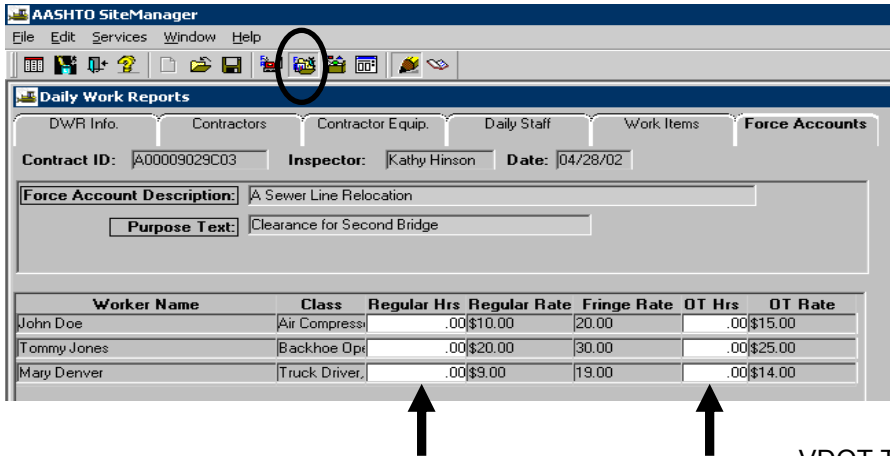 AASHTO SiteManager
File Edit Services Window Help
Daily Work Reports
DWR Info. Contractors Contractor Equip. Daily Staff Work Items Force Accounts
Contract ID: A00009029C03 Inspector: Kathy Hinson Date: 04/28/02
Force Account Description: A Sewer Line Relocation
Purpose Text: Clearance for Second Bridge
Worker Name Class Regular Hrs Regular Rate Fringe Rate OT Hrs OT Rate
John Doe Air Compress .00 $10.00 20.00 .00 $15.00
Tommy Jones Backhoe Ope .00 $20.00 30.00 .00 $25.00
Mary Denver Truck Driver, .00 $9.00 19.00 .00 $14.00
VDOT T